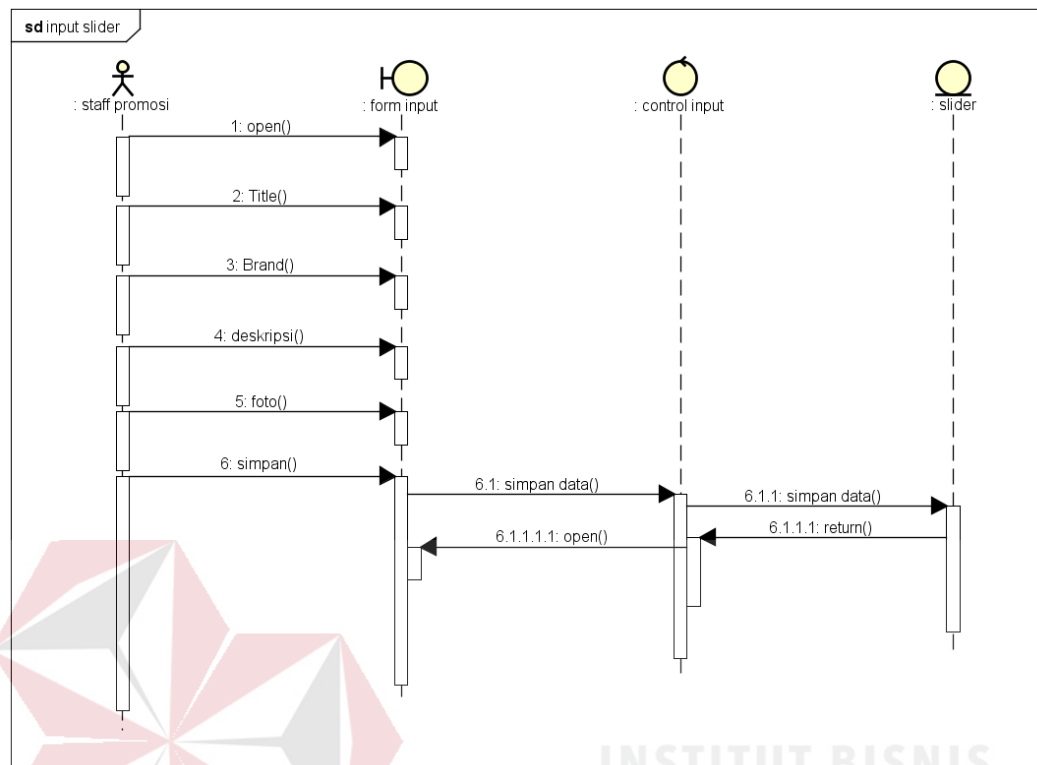 sd input slider
: staff promosi
: form input
: control input
: slider
1: open()
2: Title()
3: Brand()
4: deskripsi()
5: foto()
6: simpan()
6.1: simpan data()
6.1.1: simpan data()
6.1.1.1: return()
6.1.1.1.1: open()
INSTITUT BISNIS